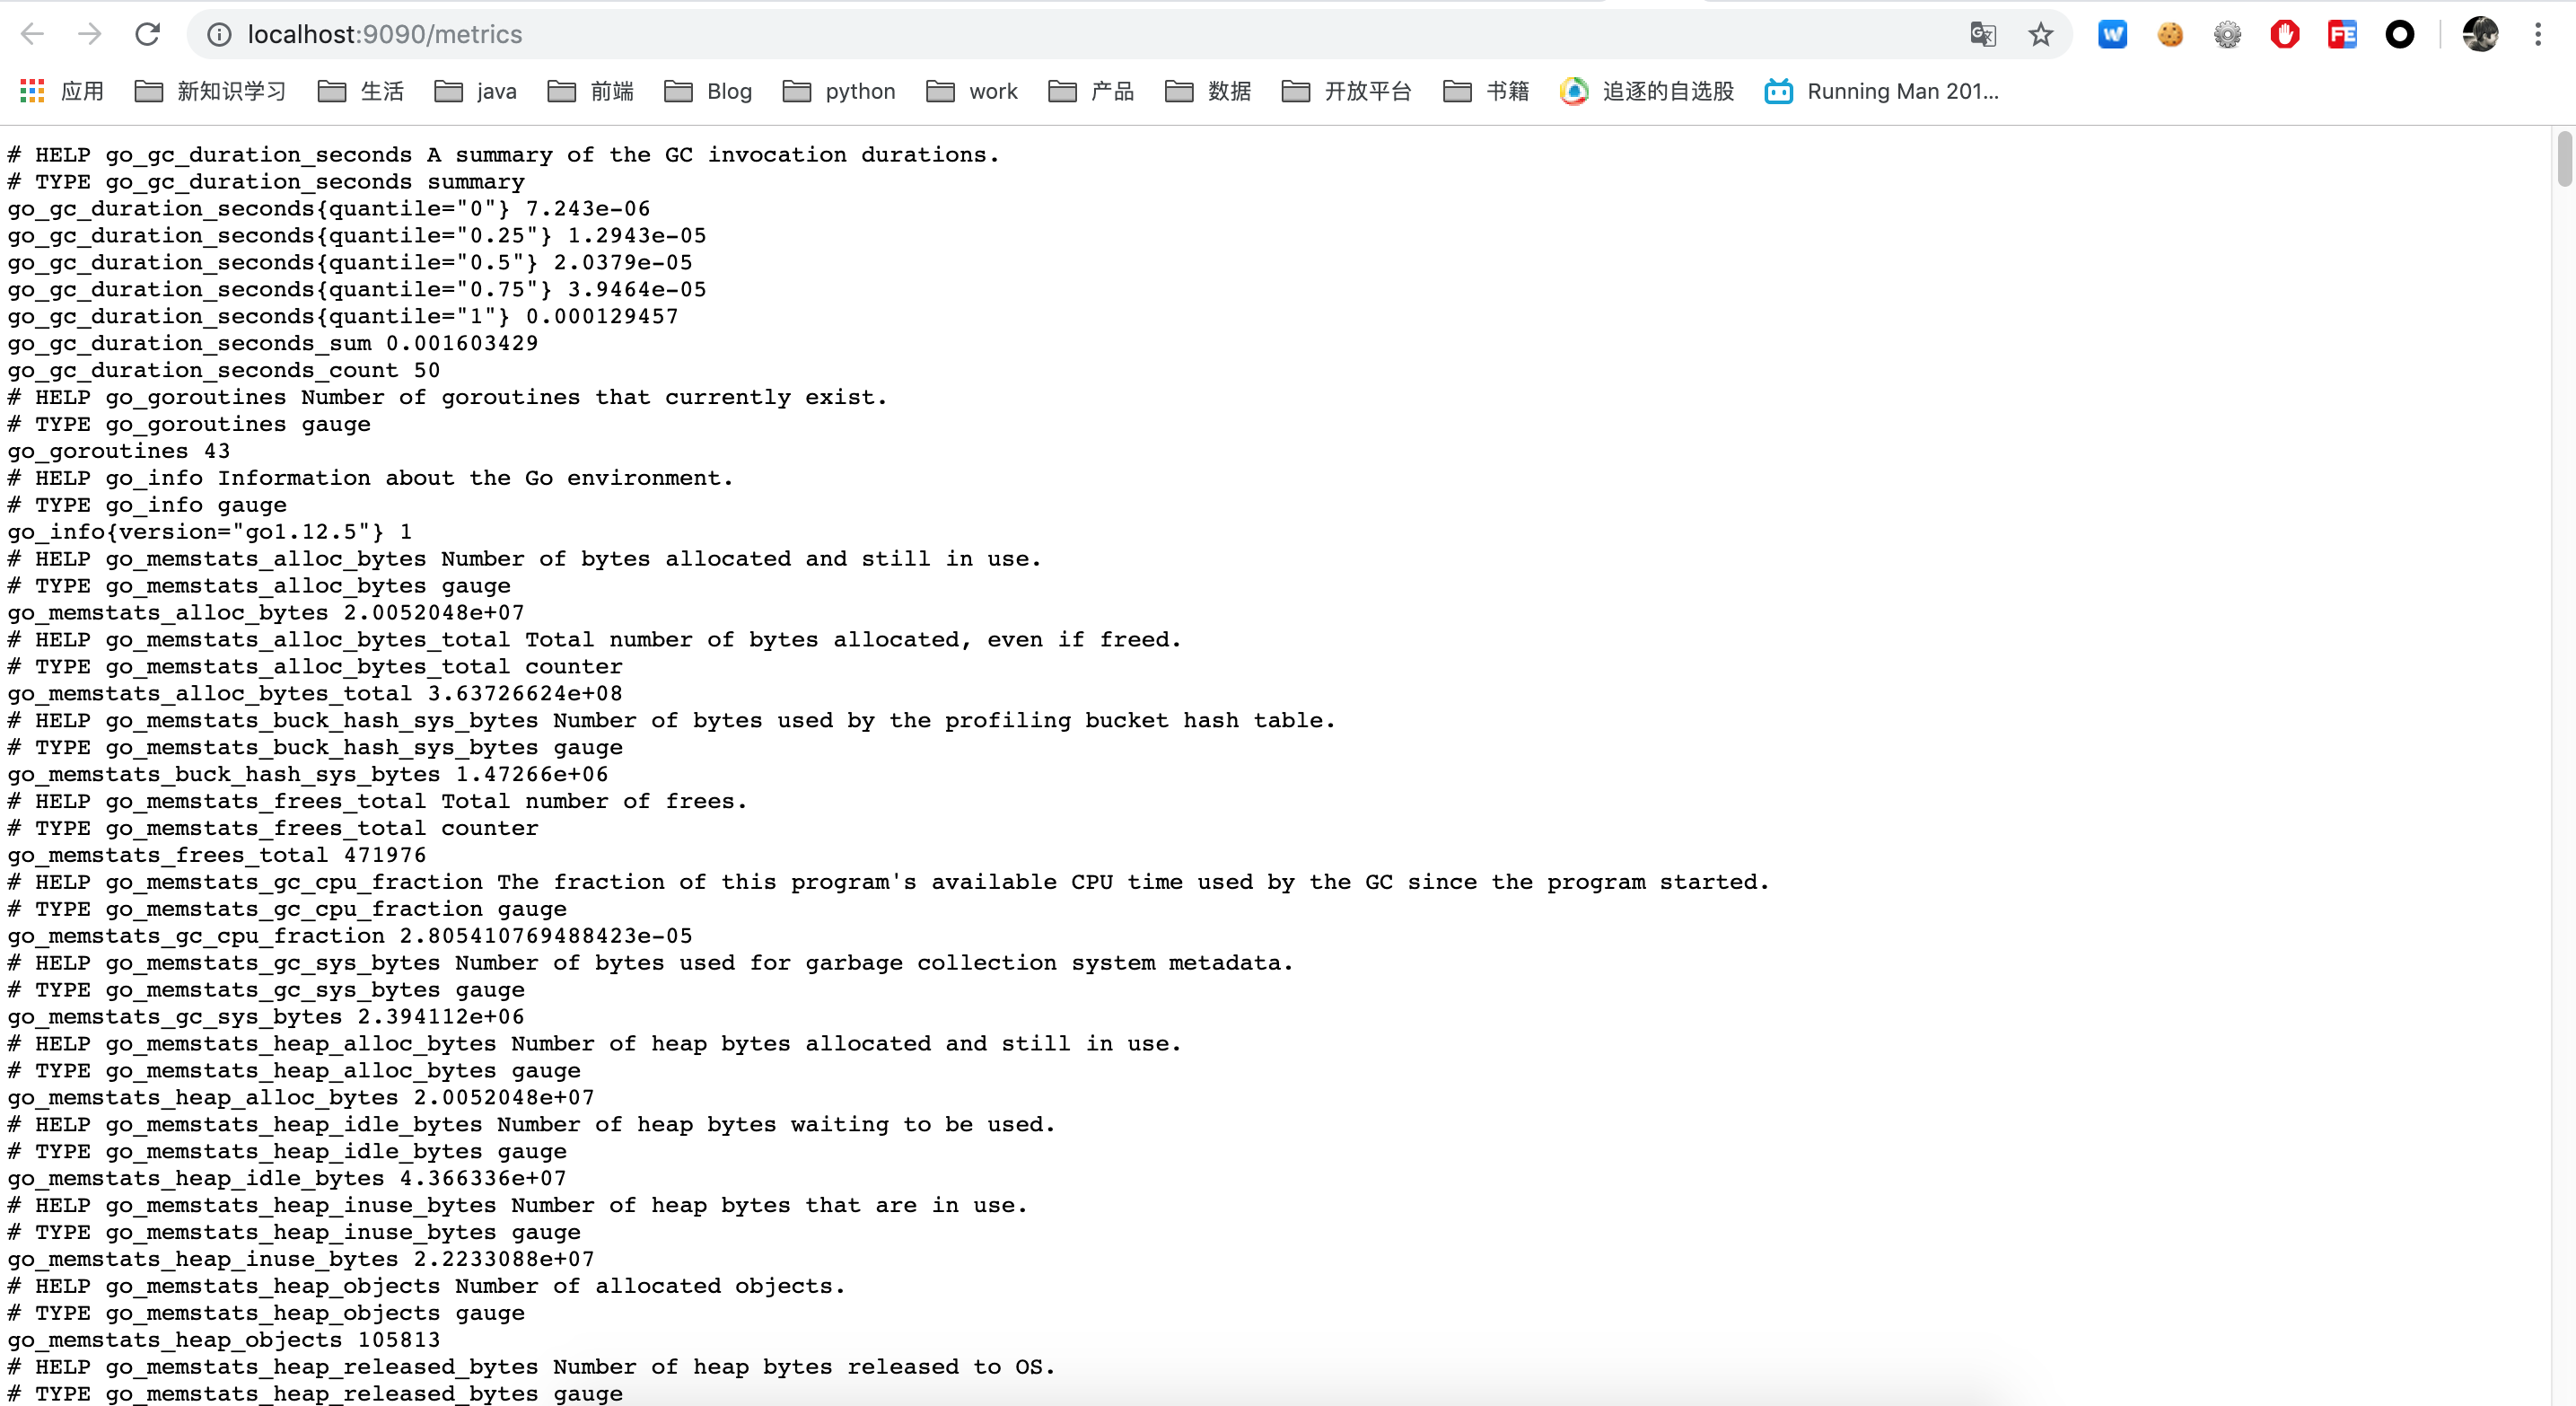 localhost:9090/metrics
应用 新知识学习 生活 java 前端 Blog python work 产品 数据 开放平台 书籍 追逐的自选股 Running Man 201...
# HELP go_gc_duration_seconds A summary of the GC invocation durations.
# TYPE go_gc_duration_seconds summary
go_gc_duration_seconds{quantile="0"} 7.243e-06
go_gc_duration_seconds{quantile="0.25"} 1.2943e-05
go_gc_duration_seconds{quantile="0.5"} 2.0379e-05
go_gc_duration_seconds{quantile="0.75"} 3.9464e-05
go_gc_duration_seconds{quantile="1"} 0.000129457
go_gc_duration_seconds_sum 0.001603429
go_gc_duration_seconds_count 50
# HELP go_goroutines Number of goroutines that currently exist.
# TYPE go_goroutines gauge
go_goroutines 43
# HELP go_info Information about the Go environment.
# TYPE go_info gauge
go_info{version="go1.12.5"} 1
# HELP go_memstats_alloc_bytes Number of bytes allocated and still in use.
# TYPE go_memstats_alloc_bytes gauge
go_memstats_alloc_bytes 2.0052048e+07
# HELP go_memstats_alloc_bytes_total Total number of bytes allocated, even if freed.
# TYPE go_memstats_alloc_bytes_total counter
go_memstats_alloc_bytes_total 3.63726624e+08
# HELP go_memstats_buck_hash_sys_bytes Number of bytes used by the profiling bucket hash table.
# TYPE go_memstats_buck_hash_sys_bytes gauge
go_memstats_buck_hash_sys_bytes 1.47266e+06
# HELP go_memstats_frees_total Total number of frees.
# TYPE go_memstats_frees_total counter
go_memstats_frees_total 471976
# HELP go_memstats_gc_cpu_fraction The fraction of this program's available CPU time used by the GC since the program started.
# TYPE go_memstats_gc_cpu_fraction gauge
go_memstats_gc_cpu_fraction 2.805410769488423e-05
# HELP go_memstats_gc_sys_bytes Number of bytes used for garbage collection system metadata.
# TYPE go_memstats_gc_sys_bytes gauge
go_memstats_gc_sys_bytes 2.394112e+06
# HELP go_memstats_heap_alloc_bytes Number of heap bytes allocated and still in use.
# TYPE go_memstats_heap_alloc_bytes gauge
go_memstats_heap_alloc_bytes 2.0052048e+07
# HELP go_memstats_heap_idle_bytes Number of heap bytes waiting to be used.
# TYPE go_memstats_heap_idle_bytes gauge
go_memstats_heap_idle_bytes 4.366336e+07
# HELP go_memstats_heap_inuse_bytes Number of heap bytes that are in use.
# TYPE go_memstats_heap_inuse_bytes gauge
go_memstats_heap_inuse_bytes 2.2233088e+07
# HELP go_memstats_heap_objects Number of allocated objects.
# TYPE go_memstats_heap_objects gauge
go_memstats_heap_objects 105813
# HELP go_memstats_heap_released_bytes Number of heap bytes released to OS.
# TYPE go_memstats_heap_released_bytes gauge